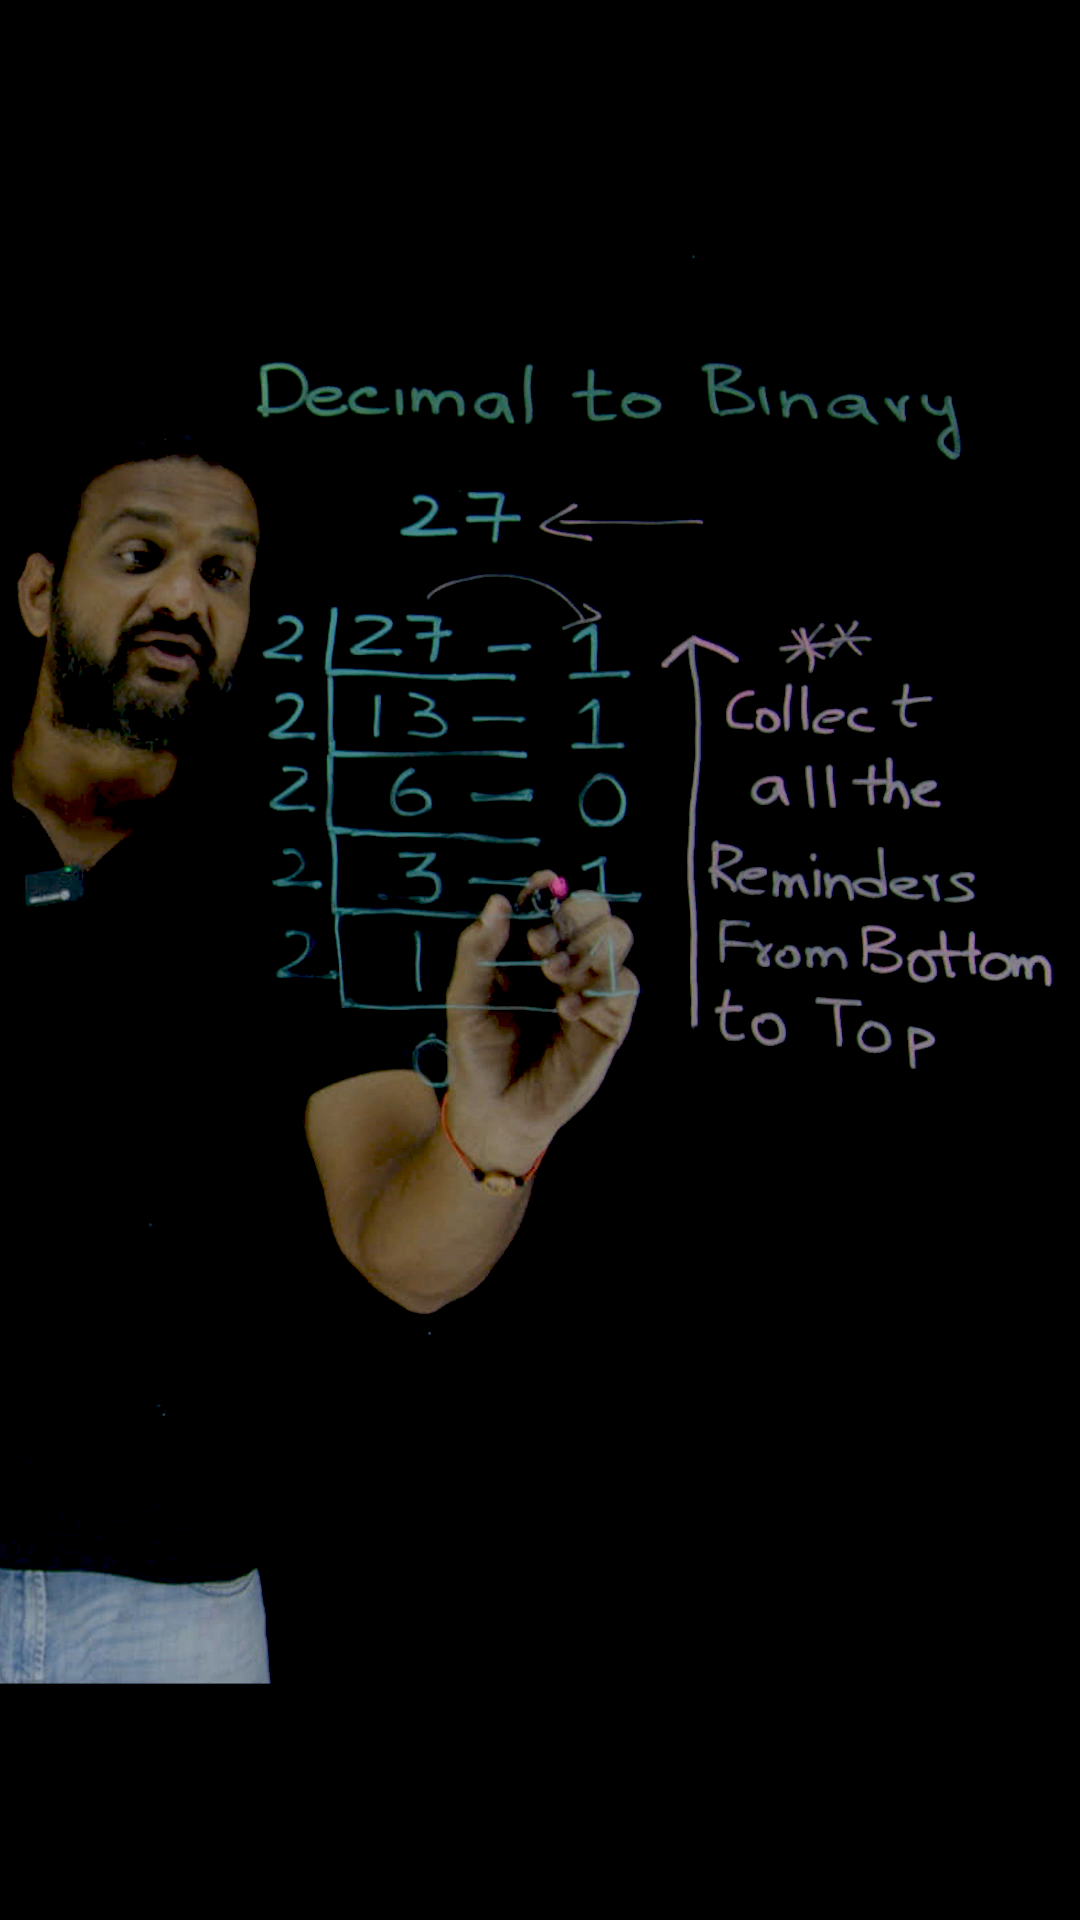 Decimal to Binary
27 ←
2 | 27 - 1
2 | 13 - 1
2 | 6 - 0
2 | 3 - 1
2 | 1 - 1
0
**
Collect
all the
Reminders
From Bottom
to Top